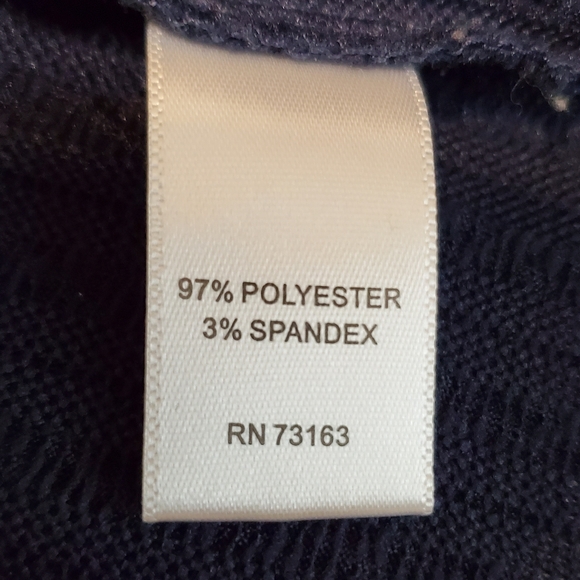 97% POLYESTER
3% SPANDEX
RN 73163